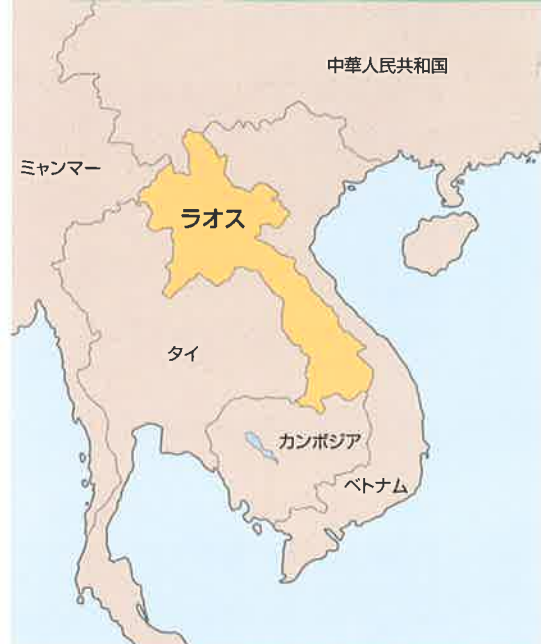 中華人民共和国
ミャンマー
ラオス
タイ
カンボジア
ベトナム